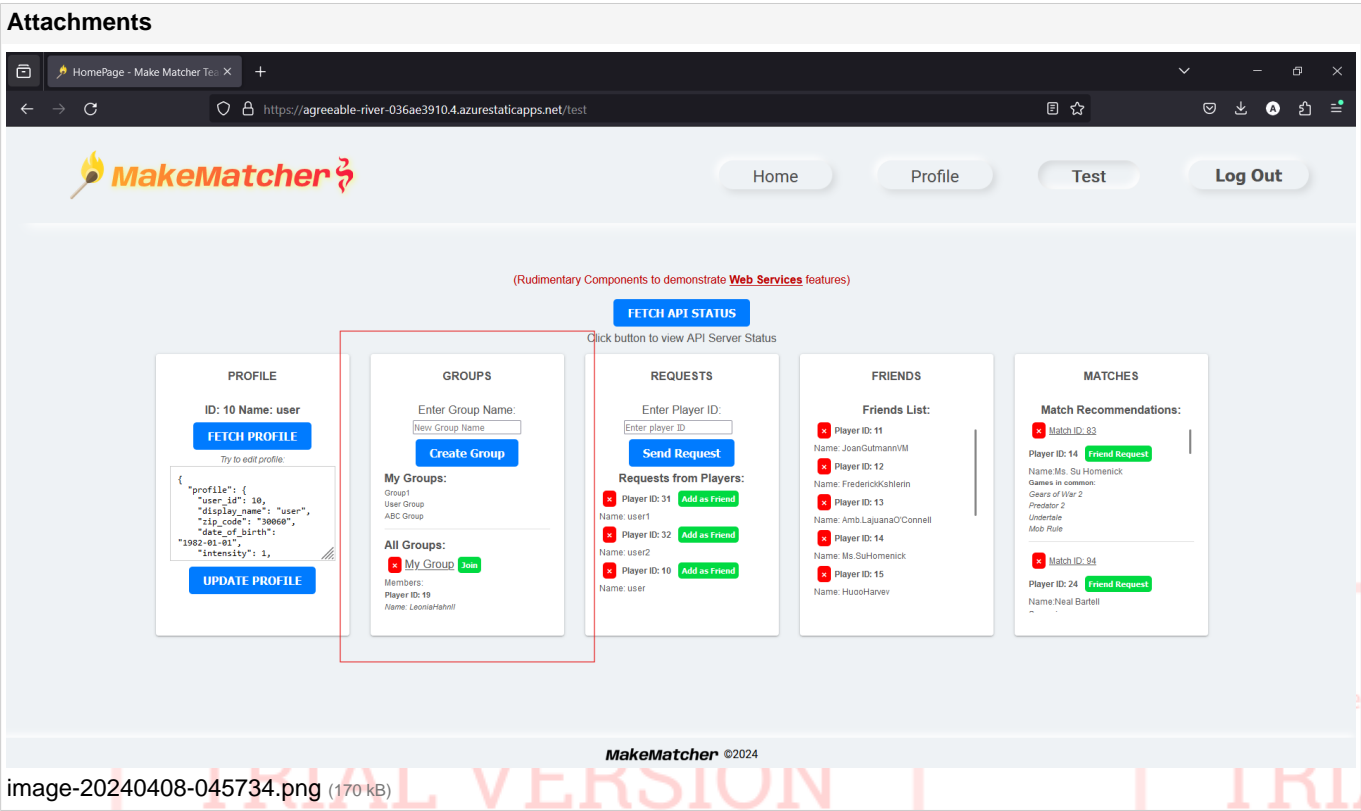 Attachments
HomePage - Make Matcher Tea
https://agreeable-river-036ae3910.4.azurestaticapps.net/test
A
MakeMatcher
Home
Profile
Test
Log Out
(Rudimentary Components to demonstrate Web Services features)
FETCH API STATUS
Click button to view API Server Status
PROFILE
ID: 10 Name: user
FETCH PROFILE
Try to edit profile:
{
"profile": {
"user_id": 10,
"display_name": "user",
"zip_code": "30060",
"date_of_birth":
"1982-01-01",
"intensity": 1,
UPDATE PROFILE
GROUPS
Enter Group Name:
New Group Name
Create Group
My Groups:
Group1
User Group
ABC Group
All Groups:
× My Group Join
Members:
Player ID: 19
Name: LeoniaHahnII
REQUESTS
Enter Player ID:
Enter player ID
Send Request
Requests from Players:
× Player ID: 31 Add as Friend
Name: user1
× Player ID: 32 Add as Friend
Name: user2
× Player ID: 10 Add as Friend
Name: user
FRIENDS
Friends List:
× Player ID: 11
Name: JoanGutmannVM
× Player ID: 12
Name: FrederickKshlerin
× Player ID: 13
Name: Amb.LajuanaO'Connell
× Player ID: 14
Name: Ms.SuHomenick
× Player ID: 15
Name: HugoHarvey
MATCHES
Match Recommendations:
× Match ID: 83
Player ID: 14 Friend Request
Name:Ms. Su Homenick
Games in common:
Gears of War 2
Predator 2
Undertale
Mob Rule
× Match ID: 94
Player ID: 24 Friend Request
Name:Neal Bartell
MakeMatcher ©2024
TRIAL VERSION
image-20240408-045734.png (170 kB)